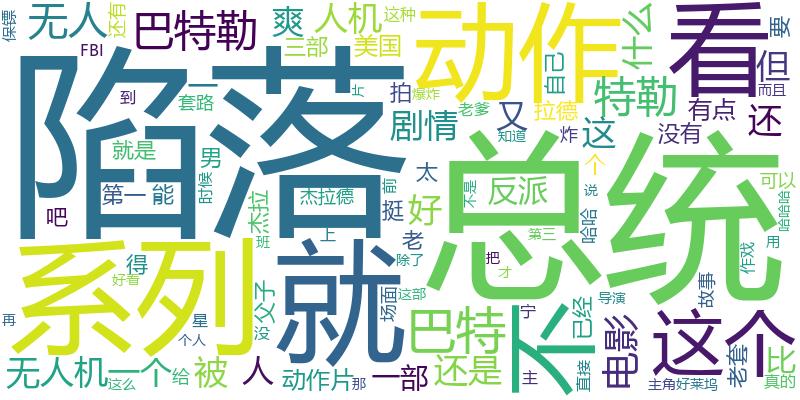 保镖
无人
还有
巴特勒
爽
人机
这种
动作
什么
看
但
要
FBI
三部
美国
自己
而且
到
一
套路
拍
爆炸
片
老爹
又
拉德
炸
特勒
有点
还
陷落
剧情
知道
这
没有
就是
男
太
总统
个
可以
第一
能
时候
杰拉
杰拉德
前
挺
好
不是
反派
哈哈
说
哈哈哈
吧
班
上
老
第三
用
系列
得
就
除了
把
才
作戏
好看
父子
没
场面
这部
巴特
宁
不
已经
导演
电影
故事
这个
再
星
个人
无人机
一个
这么
给
被
人
动作片
那
一部
还是
主
直接
主角
好莱坞
老套
比
真的